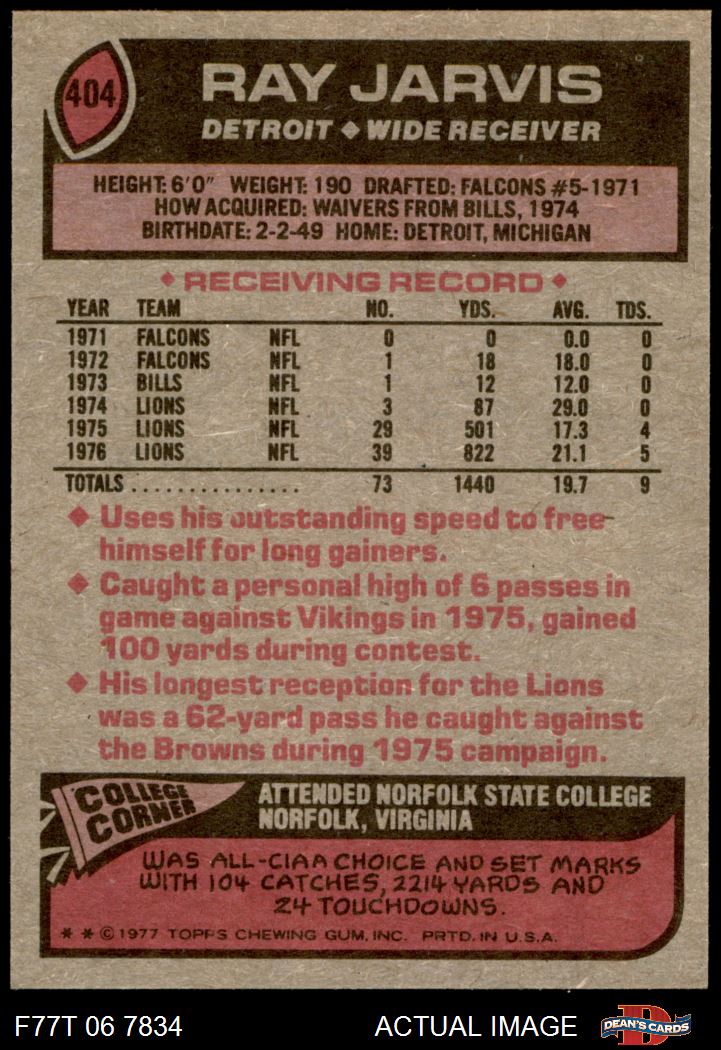 404
RAY JARVIS
DETROIT ◆ WIDE RECEIVER
HEIGHT: 6'0" WEIGHT: 190 DRAFTED: FALCONS #5-1971
HOW ACQUIRED: WAIVERS FROM BILLS, 1974
BIRTHDATE: 2-2-49 HOME: DETROIT, MICHIGAN
◆ RECEIVING RECORD ◆
YEAR TEAM NO. YDS. AVG. TDS.
1971 FALCONS NFL 0 0 0.0 0
1972 FALCONS NFL 1 18 18.0 0
1973 BILLS NFL 1 12 12.0 0
1974 LIONS NFL 3 87 29.0 0
1975 LIONS NFL 29 501 17.3 4
1976 LIONS NFL 39 822 21.1 5
TOTALS ................ 73 1440 19.7 9
◆ Uses his outstanding speed to free
himself for long gainers.
◆ Caught a personal high of 6 passes in
game against Vikings in 1975, gained
100 yards during contest.
◆ His longest reception for the Lions
was a 62-yard pass he caught against
the Browns during 1975 campaign.
COLLEGE
CORNER
ATTENDED NORFOLK STATE COLLEGE
NORFOLK, VIRGINIA
WAS ALL-CIAA CHOICE AND SET MARKS
WITH 104 CATCHES, 2214 YARDS AND
24 TOUCHDOWNS.
* * © 1977 TOPPS CHEWING GUM, INC. PRTD. IN U.S.A.
F77T 06 7834 ACTUAL IMAGE DEAN'S CARDS